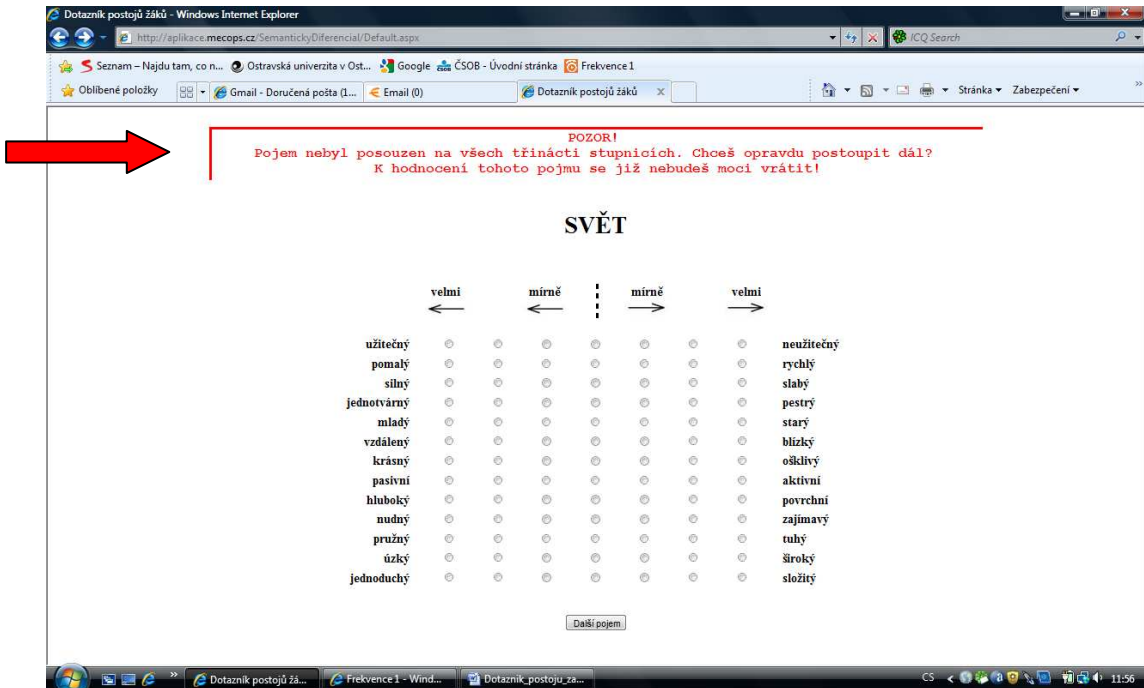 Dotazník postojů žáků - Windows Internet Explorer
http://aplikace.mecops.cz/SemantickyDiferencial/Default.aspx
ICQ Search
Seznam – Najdu tam, co n... Ostravská univerzita v Ost... Google ČSOB - Úvodní stránka Frekvence 1
Oblíbené položky Gmail - Doručená pošta (1... Email (0) Dotazník postojů žáků Stránka Zabezpečení
POZOR!
Pojem nebyl posouzen na všech třinácti stupnicích. Chceš opravdu postoupit dál?
K hodnocení tohoto pojmu se již nebudeš moci vrátit!
SVĚT
velmi mírně mírně velmi
užitečný neužitečný
pomalý rychlý
silný slabý
jednotvárný pestrý
mladý starý
vzdálený blízký
krásný ošklivý
pasivní aktivní
hluboký povrchní
nudný zajímavý
pružný tuhý
úzký široký
jednoduchý složitý
Další pojem
Dotazník postojů žá... Frekvence 1 - Wind... Dotaznik_postoju_za... CS 11:56